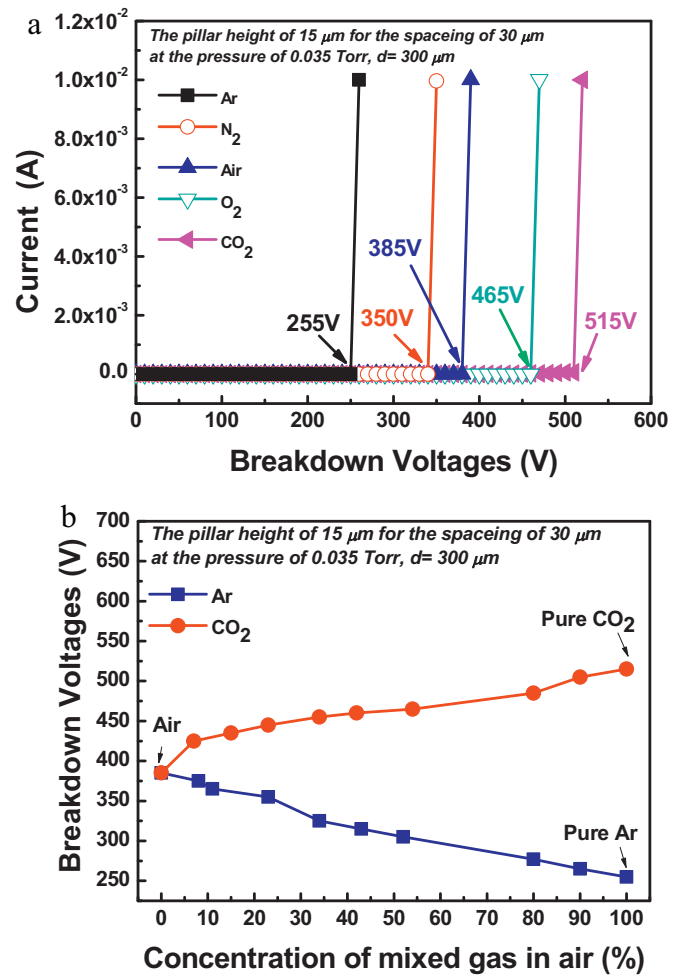 a
The pillar height of 15 μm for the spaceing of 30 μm
at the pressure of 0.035 Torr, d= 300 μm
1.2x10⁻²
1.0x10⁻²
8.0x10⁻³
6.0x10⁻³
4.0x10⁻³
2.0x10⁻³
0.0
Current (A)
Ar
N₂
Air
O₂
CO₂
385V
255V
350V
465V
515V
0 100 200 300 400 500 600
Breakdown Voltages (V)
b
The pillar height of 15 μm for the spaceing of 30 μm
at the pressure of 0.035 Torr, d= 300 μm
700
650
600
550
500
450
400
350
300
250
Breakdown Voltages (V)
Ar
CO₂
Pure CO₂
Air
Pure Ar
0 10 20 30 40 50 60 70 80 90 100
Concentration of mixed gas in air (%)